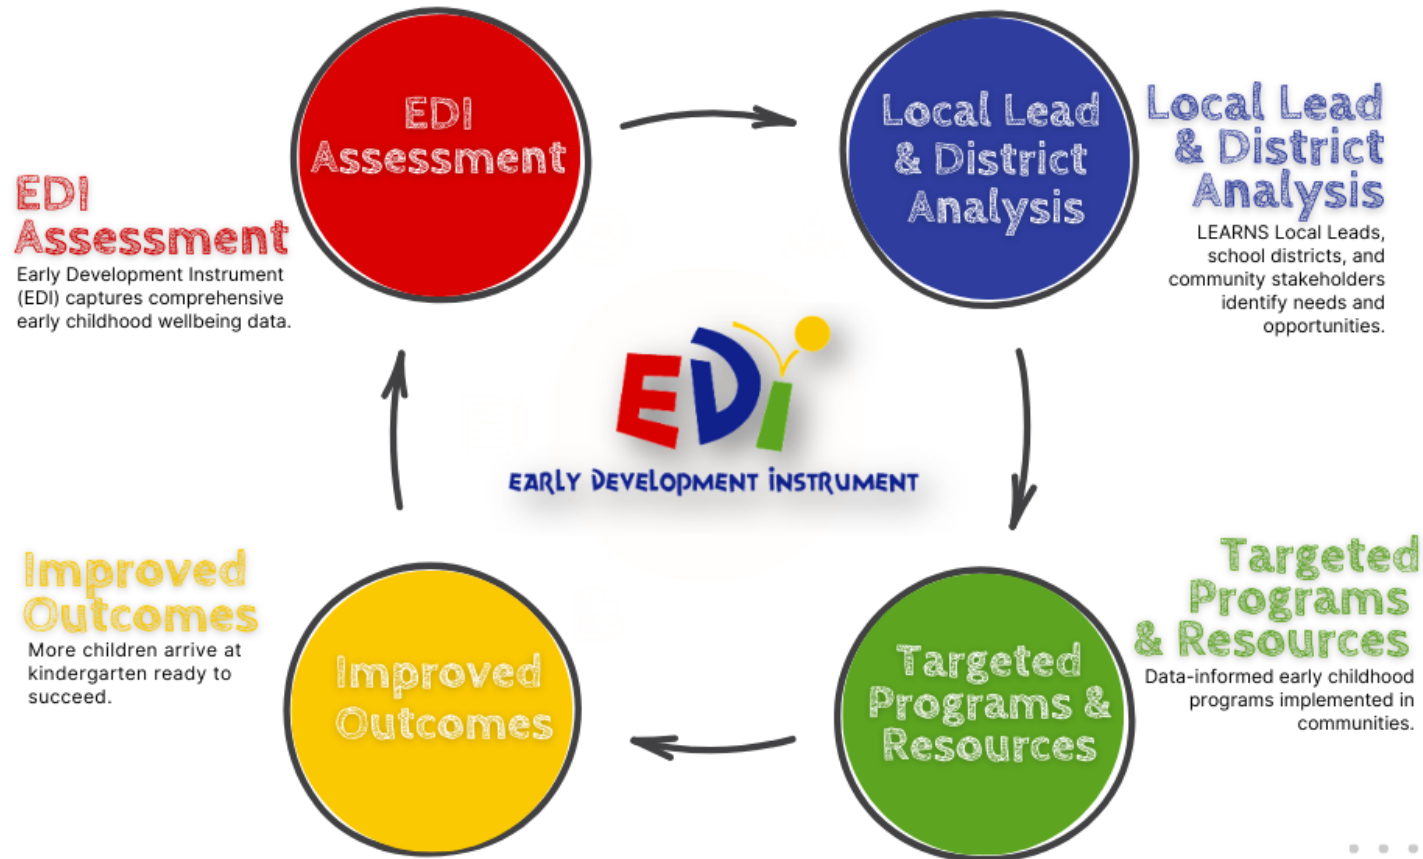 EDI
Assessment
EDI
Assessment
Early Development Instrument
(EDI) captures comprehensive
early childhood wellbeing data.
Local Lead
& District
Analysis
Local Lead
& District
Analysis
LEARNS Local Leads,
school districts, and
community stakeholders
identify needs and
opportunities.
EDi
EARLY DEVELOPMENT iNSTRUMENT
Improved
Outcomes
More children arrive at
kindergarten ready to
succeed.
Improved
Outcomes
Targeted
Programs &
Resources
Targeted
Programs
& Resources
Data-informed early childhood
programs implemented in
communities.